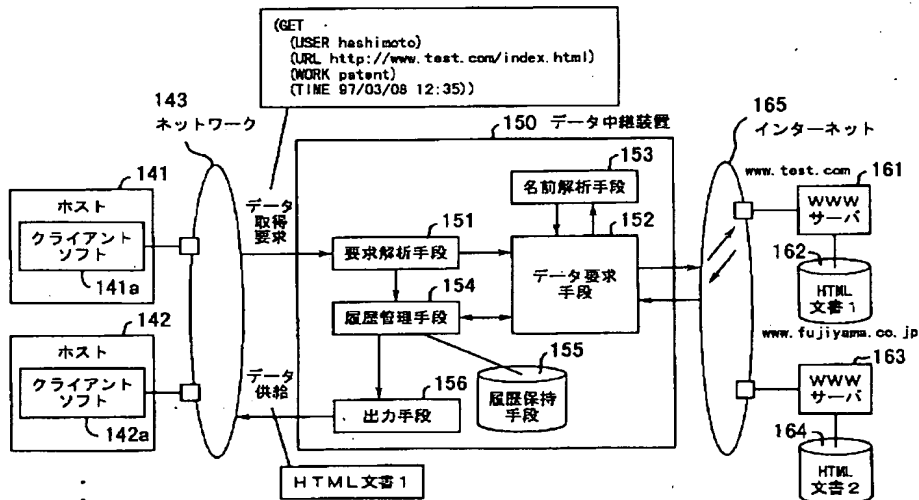 (GET
(USER hashimoto)
(URL http://www.test.com/index.html)
(WORK patent)
(TIME 97/03/08 12:35))
143
ネットワーク
150 データ中継装置
165
インターネット
141
ホスト
クライアント
ソフト
141a
142
ホスト
クライアント
ソフト
142a
データ
取得
要求
151
要求解析手段
153
名前解析手段
152
データ要求
手段
154
履歴管理手段
155
履歴保持
手段
156
出力手段
データ
供給
HTML文書1
www.test.com
161
WWW
サーバ
162
HTML
文書1
www.fujiyama.co.jp
163
WWW
サーバ
164
HTML
文書2